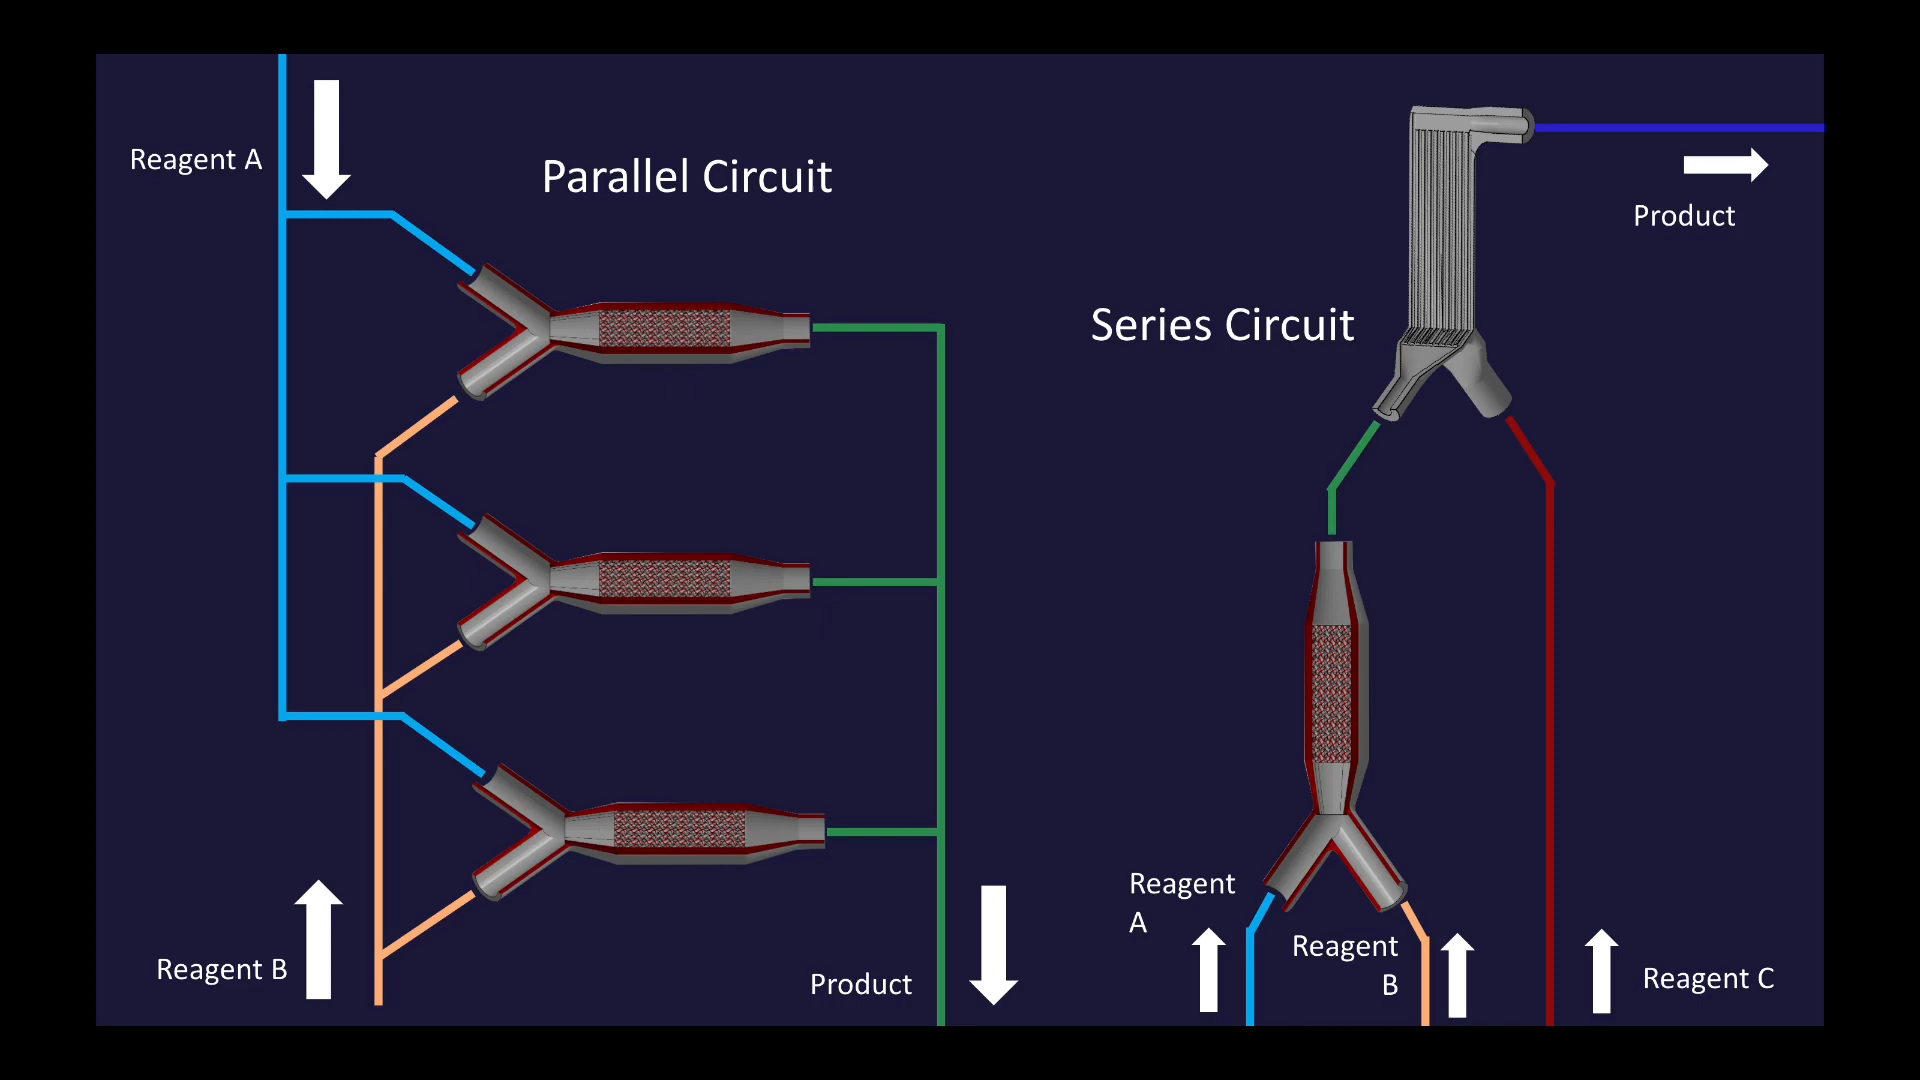 Reagent A
Parallel Circuit
Reagent B
Product
Series Circuit
Product
Reagent
A
Reagent
B
Reagent C